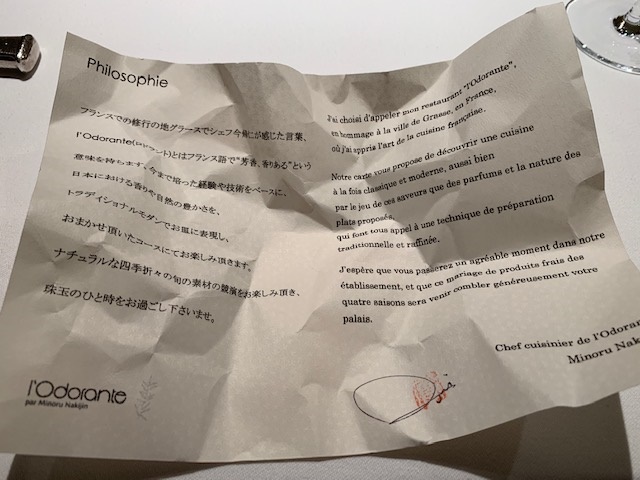 Philosophie
フランスでの修行の地グラースでシェフ今帰仁が感じた言葉、
l'Odorante(ロドラント)とはフランス語で"芳香、香りある"という
意味を持ちます。今まで培った経験や技術をベースに、
日本における香りや自然の豊かさを、
トラディショナルモダンでお皿に表現し、
おまかせ頂いたコースにてお楽しみ頂きます。
ナチュラルな四季折々の旬の素材の競演をお楽しみ頂き、
珠玉のひと時をお過ごし下さいませ。
l'Odorante
par Minoru Nakijin
J'ai choisi d'appeler mon restaurant "l'Odorante",
en hommage à la ville de Grasse, en France,
où j'ai appris l'art de la cuisine française.
Notre carte vous propose de découvrir une cuisine
à la fois classique et moderne, aussi bien
par le jeu de ces saveurs que des parfums et la nature des
plats proposés,
qui font tous appel à une technique de préparation
traditionnelle et raffinée.
J'espère que vous passerez un agréable moment dans notre
établissement, et que ce mariage de produits frais des
quatre saisons sera venir combler généreusement votre
palais.
Chef cuisinier de l'Odora
Minoru Naki